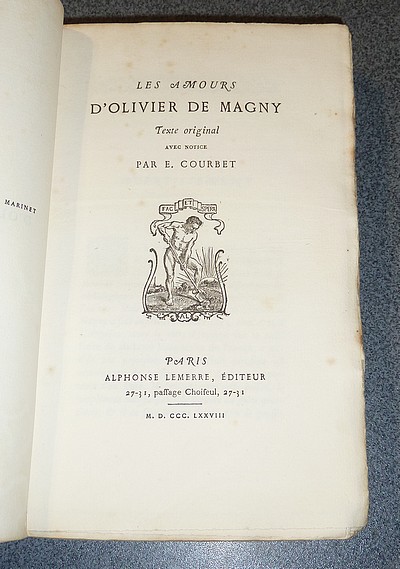 MARINET
LES AMOURS
D'OLIVIER DE MAGNY
Texte original
AVEC NOTICE
PAR E. COURBET
FAC ET SPERA
AL
PARIS
ALPHONSE LEMERRE, ÉDITEUR
27-31, paſſage Choiſeul, 27-31
M. D. CCC. LXXVIII